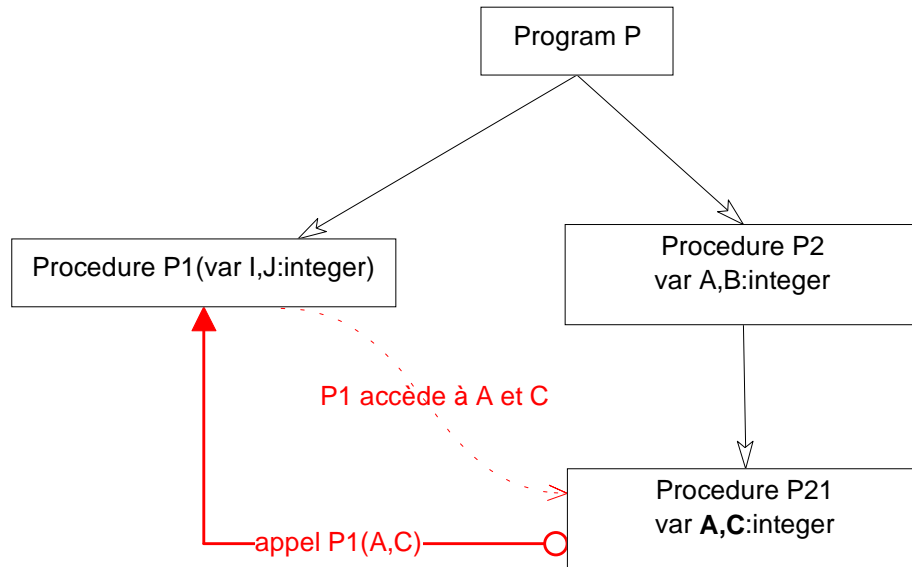 Program P
Procedure P1(var I,J:integer)
Procedure P2
var A,B:integer
P1 accède à A et C
Procedure P21
var A,C:integer
appel P1(A,C)